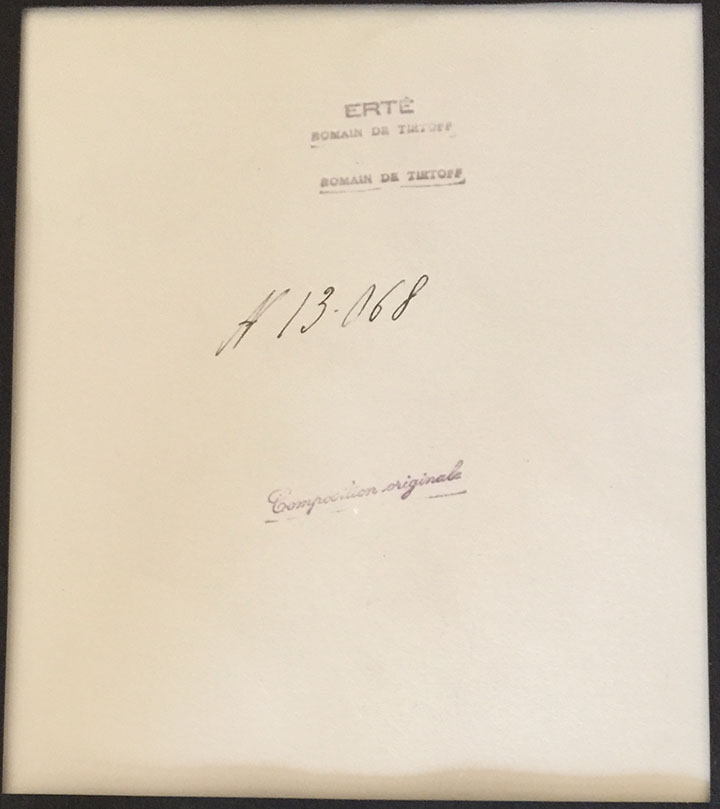 ERTÉ
ROMAIN DE TIRTOFF
ROMAIN DE TIRTOFF
N 13.068
Composition originale